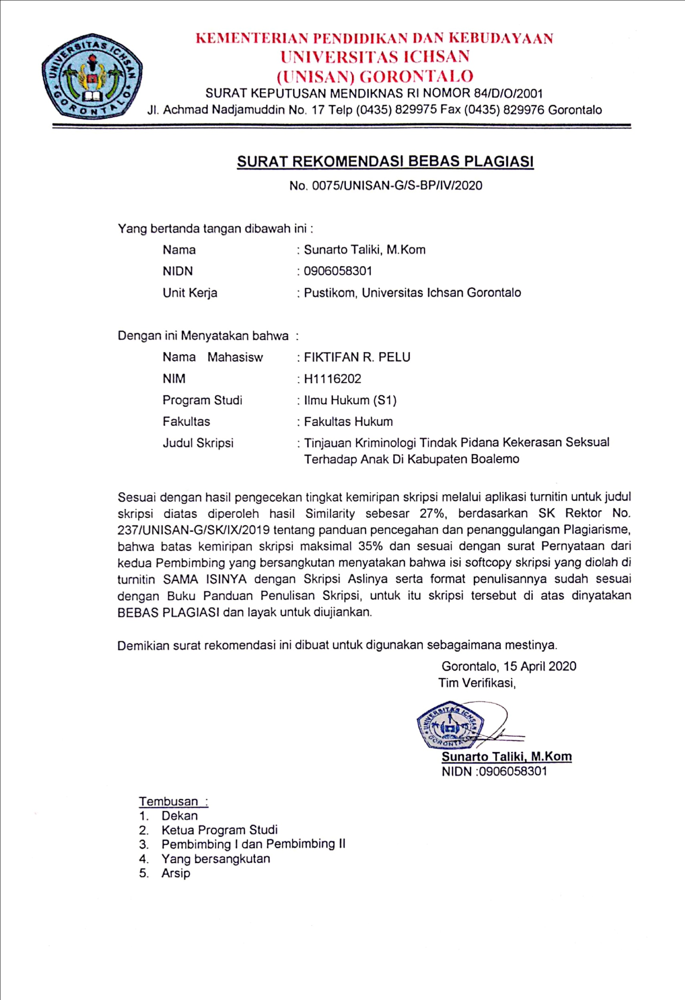 UNIVERSITAS ICHSAN
GORONTALO
KEMENTERIAN PENDIDIKAN DAN KEBUDAYAAN
UNIVERSITAS ICHSAN
(UNISAN) GORONTALO
SURAT KEPUTUSAN MENDIKNAS RI NOMOR 84/D/O/2001
Jl. Achmad Nadjamuddin No. 17 Telp (0435) 829975 Fax (0435) 829976 Gorontalo
SURAT REKOMENDASI BEBAS PLAGIASI
No. 0075/UNISAN-G/S-BP/IV/2020
Yang bertanda tangan dibawah ini :
Nama : Sunarto Taliki, M.Kom
NIDN : 0906058301
Unit Kerja : Pustikom, Universitas Ichsan Gorontalo
Dengan ini Menyatakan bahwa :
Nama Mahasisw : FIKTIFAN R. PELU
NIM : H1116202
Program Studi : Ilmu Hukum (S1)
Fakultas : Fakultas Hukum
Judul Skripsi : Tinjauan Kriminologi Tindak Pidana Kekerasan Seksual
Terhadap Anak Di Kabupaten Boalemo
Sesuai dengan hasil pengecekan tingkat kemiripan skripsi melalui aplikasi turnitin untuk judul
skripsi diatas diperoleh hasil Similarity sebesar 27%, berdasarkan SK Rektor No.
237/UNISAN-G/SK/IX/2019 tentang panduan pencegahan dan penanggulangan Plagiarisme,
bahwa batas kemiripan skripsi maksimal 35% dan sesuai dengan surat Pernyataan dari
kedua Pembimbing yang bersangkutan menyatakan bahwa isi softcopy skripsi yang diolah di
turnitin SAMA ISINYA dengan Skripsi Aslinya serta format penulisannya sudah sesuai
dengan Buku Panduan Penulisan Skripsi, untuk itu skripsi tersebut di atas dinyatakan
BEBAS PLAGIASI dan layak untuk diujiankan.
Demikian surat rekomendasi ini dibuat untuk digunakan sebagaimana mestinya.
Gorontalo, 15 April 2020
Tim Verifikasi,
UNIVERSITAS ICHSAN
GORONTALO
Sunarto Taliki, M.Kom
NIDN :0906058301
Tembusan :
1. Dekan
2. Ketua Program Studi
3. Pembimbing I dan Pembimbing II
4. Yang bersangkutan
5. Arsip